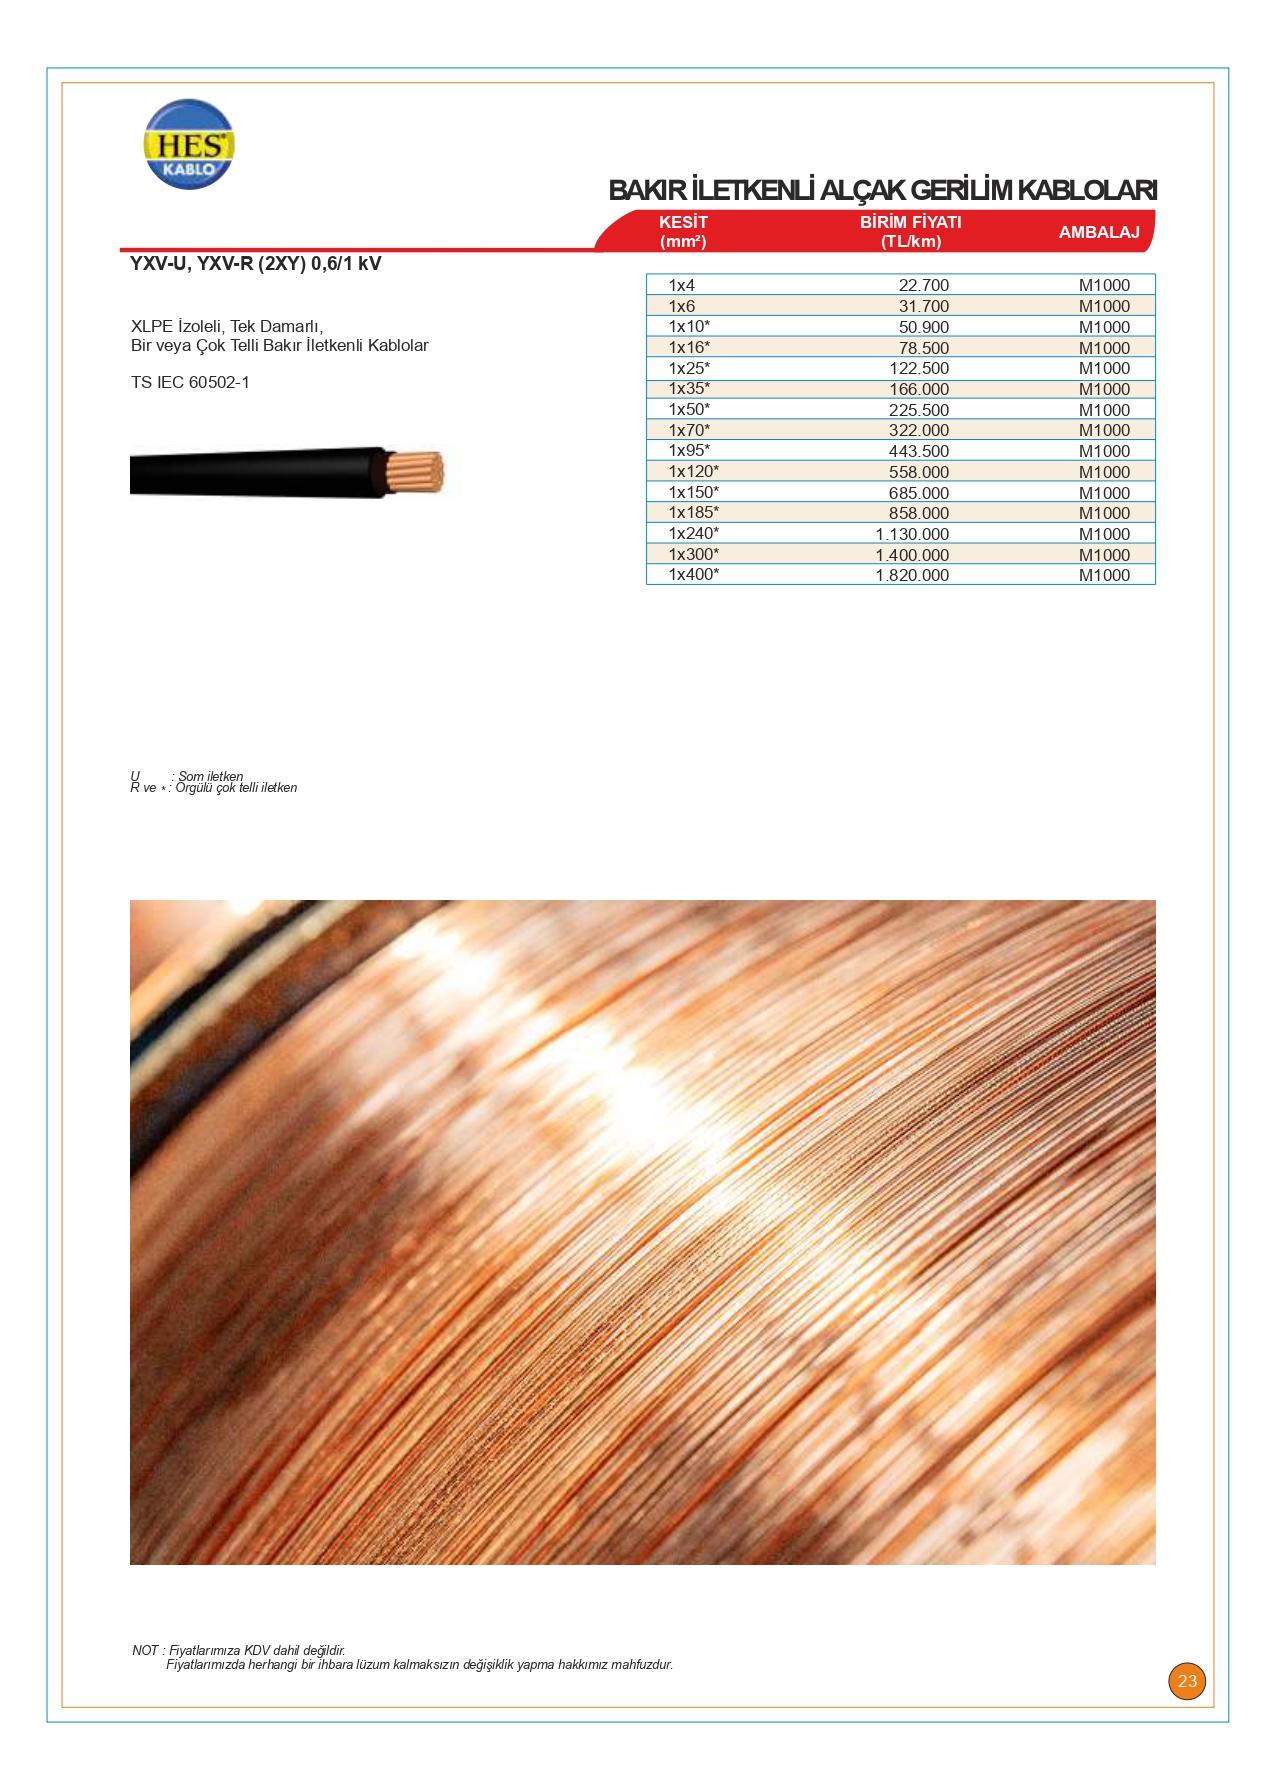 HES®
KABLO
BAKIR İLETKENLİ ALÇAK GERİLİM KABLOLARI
KESİT BİRİM FİYATI AMBALAJ
(mm²) (TL/km)
YXV-U, YXV-R (2XY) 0,6/1 kV
XLPE İzoleli, Tek Damarlı,
Bir veya Çok Telli Bakır İletkenli Kablolar
TS IEC 60502-1
1x4 22.700 M1000
1x6 31.700 M1000
1x10* 50.900 M1000
1x16* 78.500 M1000
1x25* 122.500 M1000
1x35* 166.000 M1000
1x50* 225.500 M1000
1x70* 322.000 M1000
1x95* 443.500 M1000
1x120* 558.000 M1000
1x150* 685.000 M1000
1x185* 858.000 M1000
1x240* 1.130.000 M1000
1x300* 1.400.000 M1000
1x400* 1.820.000 M1000
U : Som iletken
R ve * : Örgülü çok telli iletken
NOT : Fiyatlarımıza KDV dahil değildir.
Fiyatlarımızda herhangi bir ihbara lüzum kalmaksızın değişiklik yapma hakkımız mahfuzdur.
23